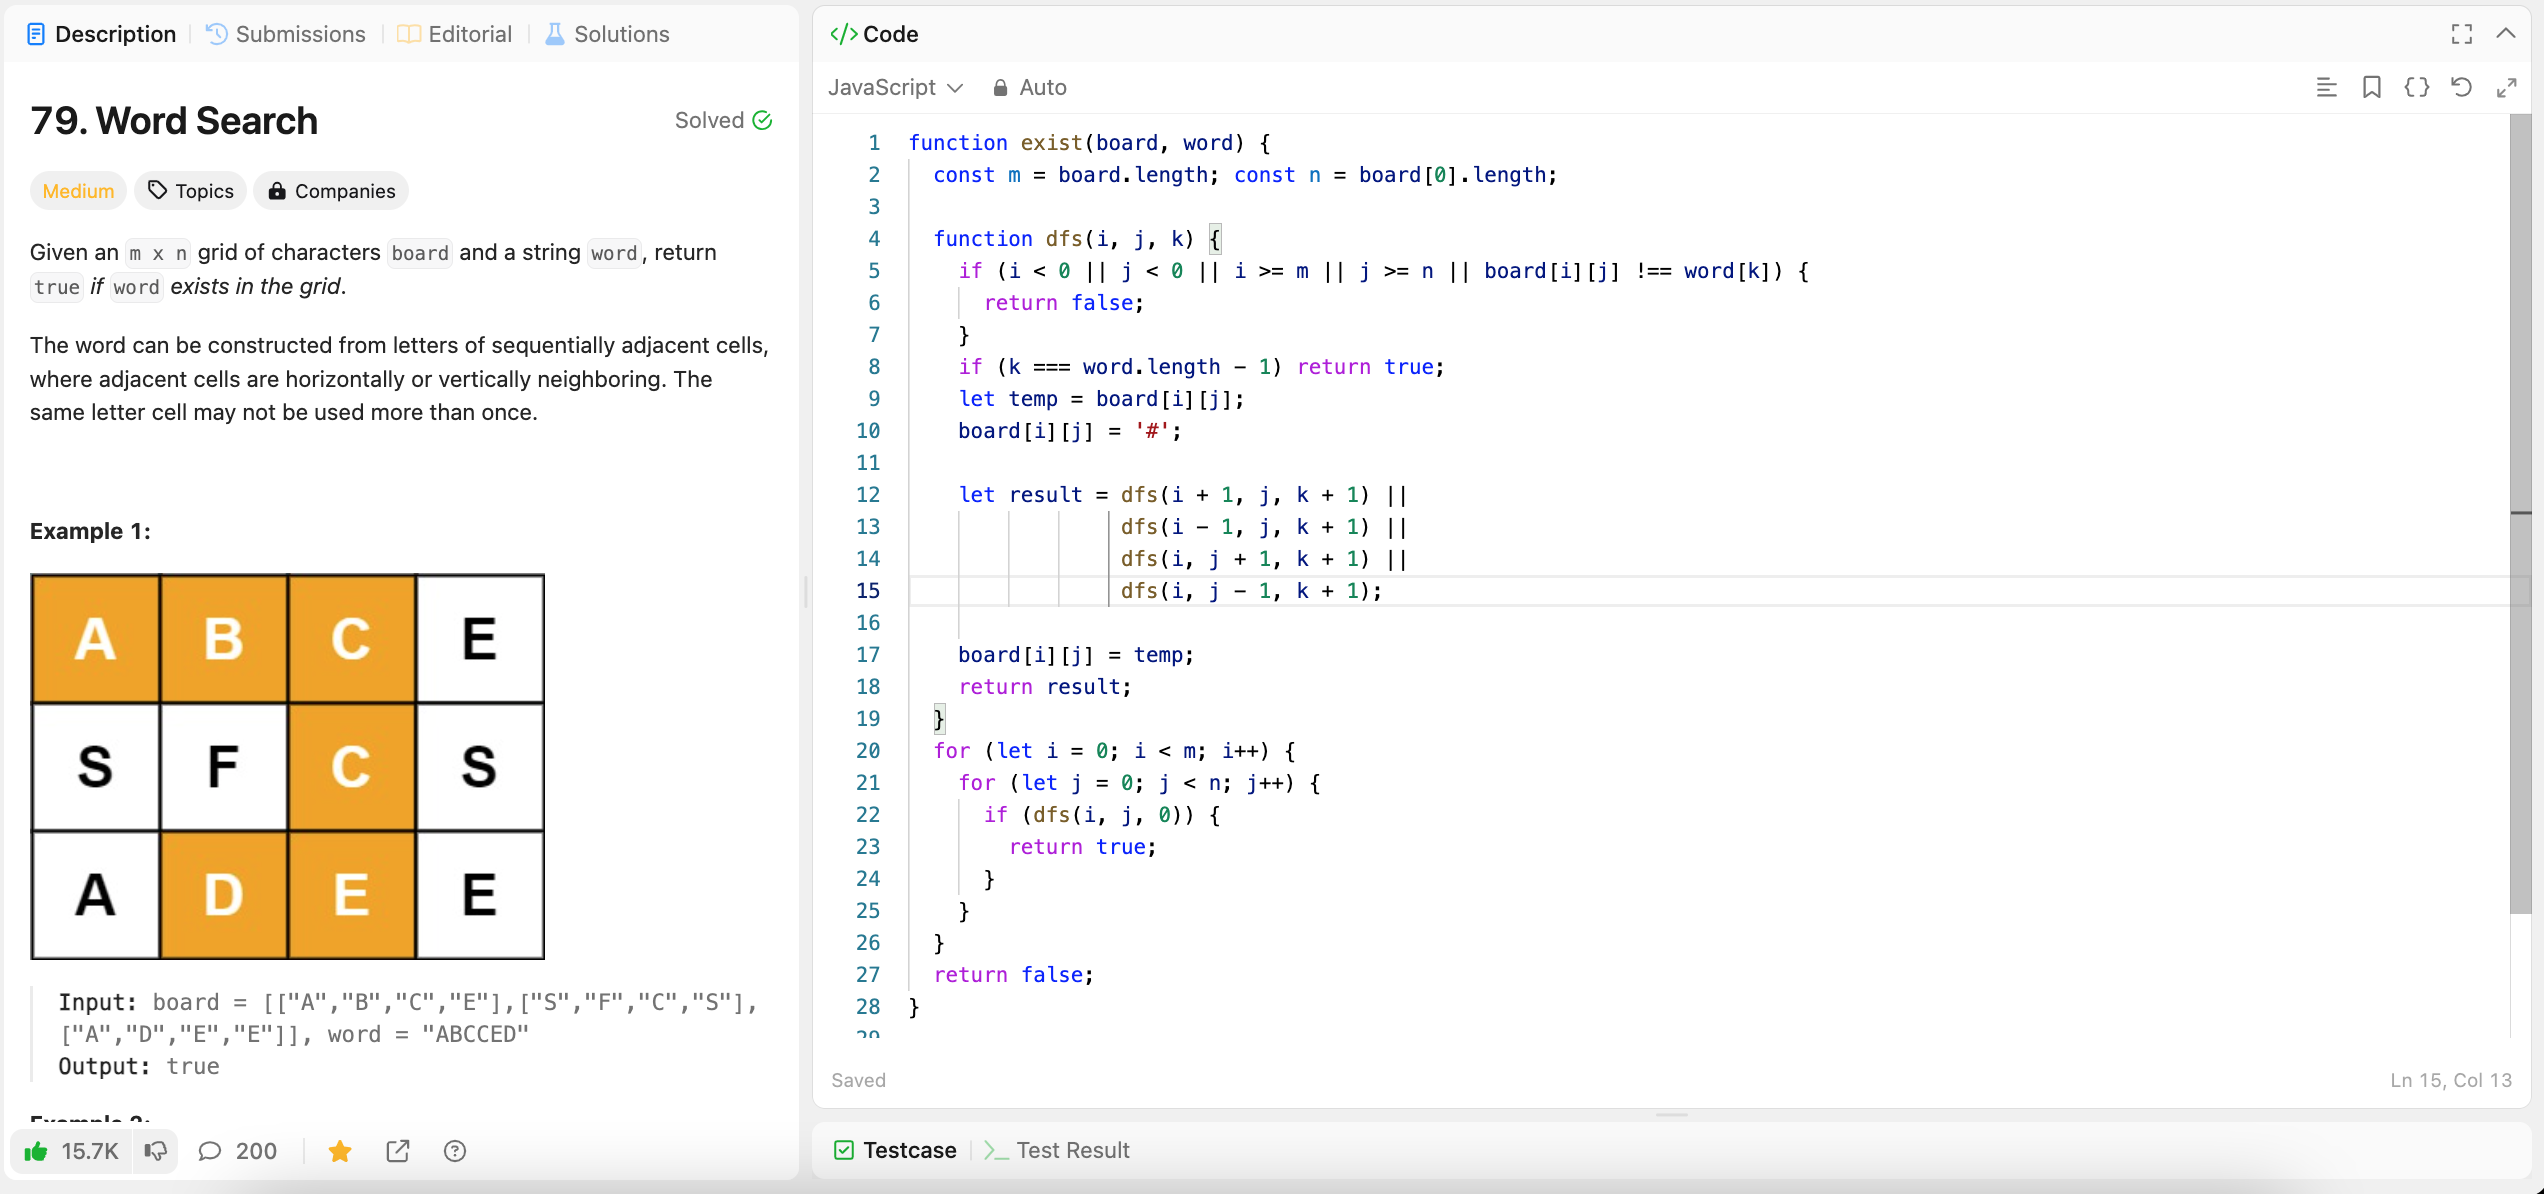 Description Submissions Editorial Solutions
79. Word Search Solved
Medium Topics Companies
Given an m x n grid of characters board and a string word, return
true if word exists in the grid.
The word can be constructed from letters of sequentially adjacent cells,
where adjacent cells are horizontally or vertically neighboring. The
same letter cell may not be used more than once.
Example 1:
A B C E
S F C S
A D E E
Input: board = [["A","B","C","E"],["S","F","C","S"],
["A","D","E","E"]], word = "ABCCED"
Output: true
Example 2:
15.7K 200
</> Code
JavaScript Auto
1 function exist(board, word) {
2 const m = board.length; const n = board[0].length;
3
4 function dfs(i, j, k) {
5 if (i < 0 || j < 0 || i >= m || j >= n || board[i][j] !== word[k]) {
6 return false;
7 }
8 if (k === word.length - 1) return true;
9 let temp = board[i][j];
10 board[i][j] = '#';
11
12 let result = dfs(i + 1, j, k + 1) ||
13 dfs(i - 1, j, k + 1) ||
14 dfs(i, j + 1, k + 1) ||
15 dfs(i, j - 1, k + 1);
16
17 board[i][j] = temp;
18 return result;
19 }
20 for (let i = 0; i < m; i++) {
21 for (let j = 0; j < n; j++) {
22 if (dfs(i, j, 0)) {
23 return true;
24 }
25 }
26 }
27 return false;
28 }
29
Saved Ln 15, Col 13
Testcase Test Result